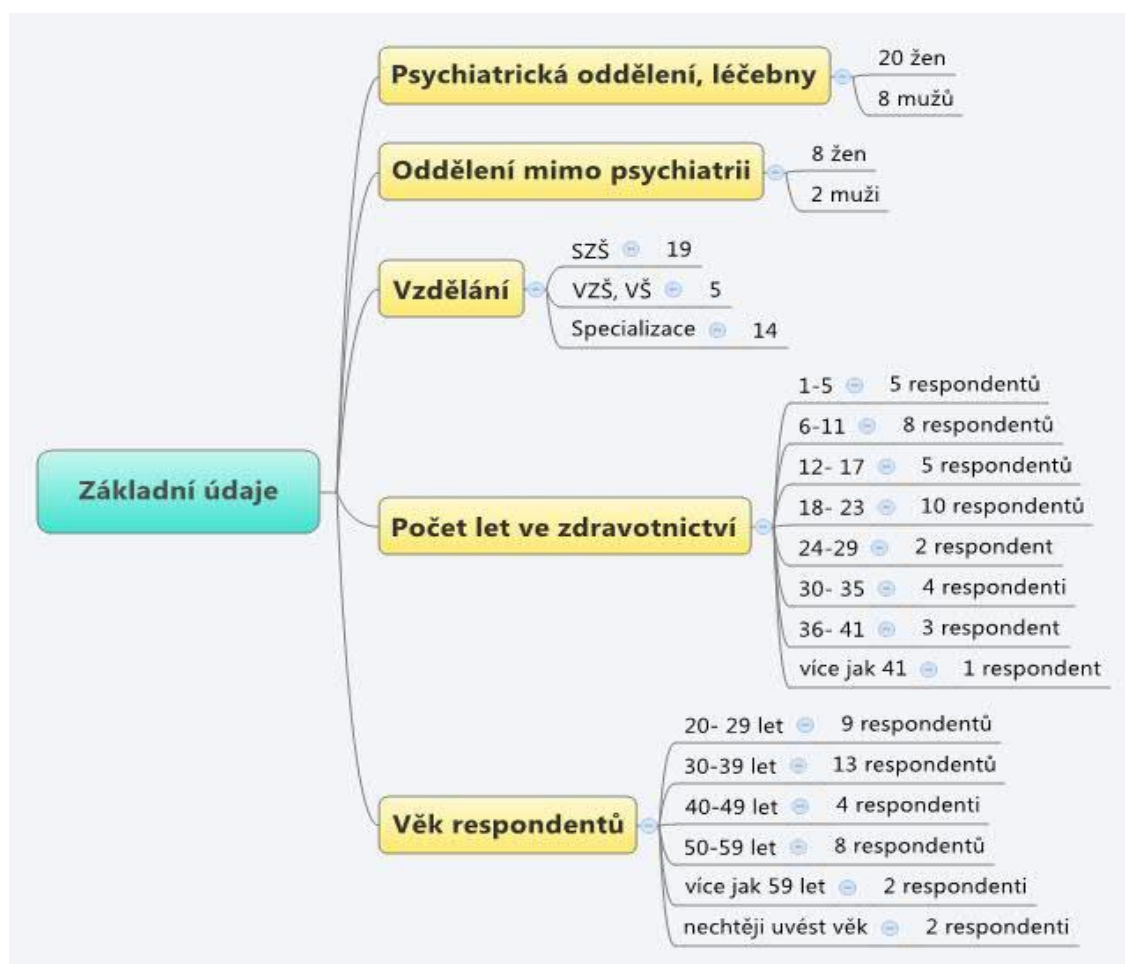 Základní údaje
Psychiatrická oddělení, léčebny
20 žen
8 mužů
Oddělení mimo psychiatrii
8 žen
2 muži
Vzdělání
SZŠ 19
VZŠ, VŠ 5
Specializace 14
Počet let ve zdravotnictví
1-5 5 respondentů
6-11 8 respondentů
12- 17 5 respondentů
18- 23 10 respondentů
24-29 2 respondent
30- 35 4 respondenti
36- 41 3 respondent
více jak 41 1 respondent
Věk respondentů
20- 29 let 9 respondentů
30-39 let 13 respondentů
40-49 let 4 respondenti
50-59 let 8 respondentů
více jak 59 let 2 respondenti
nechtěji uvést věk 2 respondenti